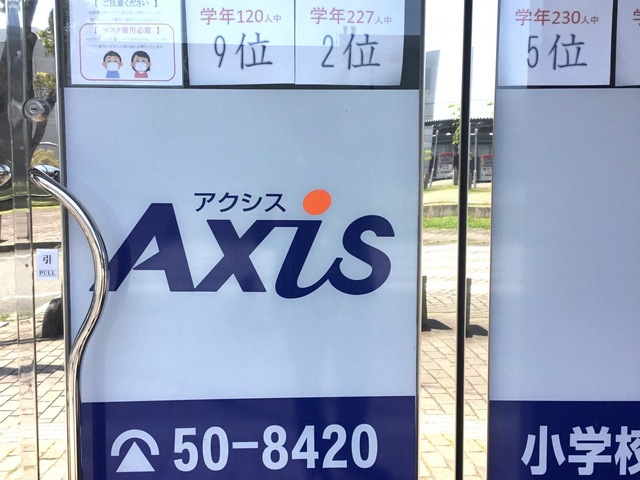 【 ご注意ください 】
【 マスク着用必須 】
学年120人中
9位
学年227人中
2位
学年230人中
5位
アクシス
Axis
引
PULL
50-8420
小学校